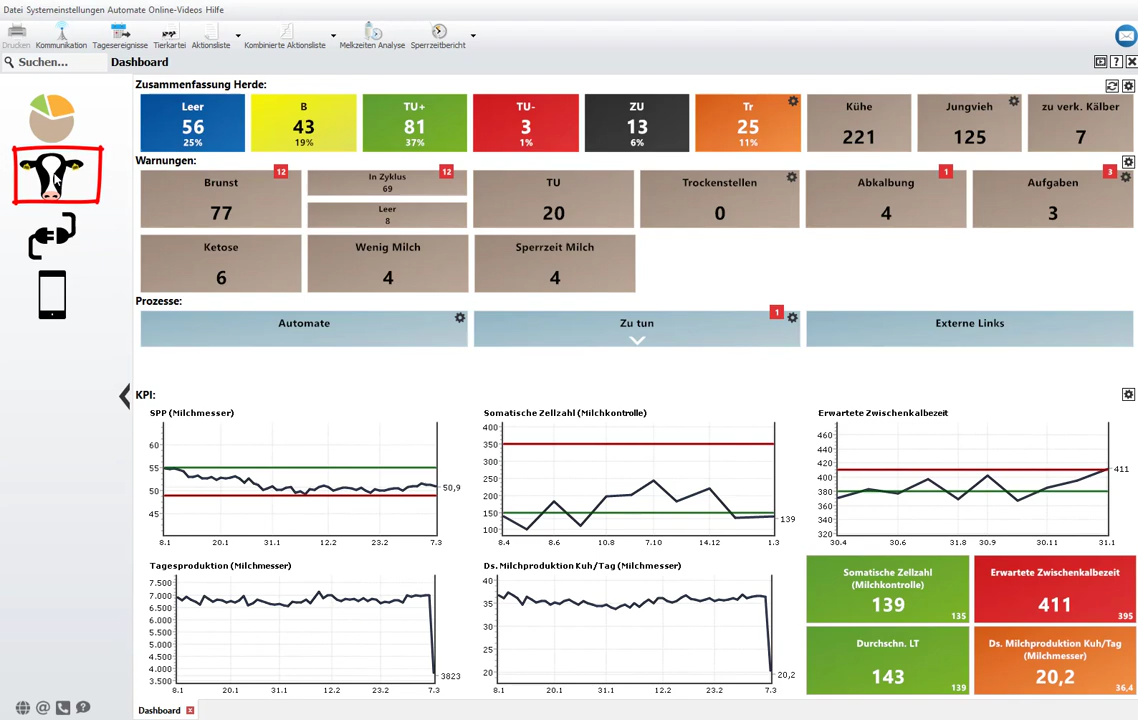 Datei Systemeinstellungen Automate Online-Videos Hilfe
Drucken Kommunikation Tagesereignisse Tierkartei Aktionsliste Kombinierte Aktionsliste Melkzeiten Analyse Sperrzeitbericht
Suchen... Dashboard
Zusammenfassung Herde:
Leer B TU+ TU- ZU Tr Kühe Jungvieh zu verk. Kälber
56 43 81 3 13 25 221 125 7
25% 19% 37% 1% 6% 11%
Warnungen:
12 12 1 3
Brunst In Zyklus TU Trockenstellen Abkalbung Aufgaben
69
77 Leer 20 0 4 3
8
Ketose Wenig Milch Sperrzeit Milch
6 4 4
Prozesse:
1
Automate Zu tun Externe Links
KPI:
SPP (Milchmesser)
60
55
50
45
50,9
8.1 20.1 31.1 12.2 23.2 7.3
Somatische Zellzahl (Milchkontrolle)
400
350
300
250
200
150
100
139
8.4 8.6 10.8 7.10 14.12 1.3
Erwartete Zwischenkalbezeit
460
440
420
400
380
360
340
320
411
30.4 30.6 31.8 30.9 30.11 31.1
Tagesproduktion (Milchmesser)
7.500
7.000
6.500
6.000
5.500
5.000
4.500
4.000
3.500
3823
8.1 20.1 31.1 12.2 23.2 7.3
Ds. Milchproduktion Kuh/Tag (Milchmesser)
40
35
30
25
20
20,2
8.1 20.1 31.1 12.2 23.2 7.3
Somatische Zellzahl
(Milchkontrolle)
139
135
Erwartete Zwischenkalbezeit
411
395
Durchschn. LT
143
139
Ds. Milchproduktion Kuh/Tag
(Milchmesser)
20,2
36,4
Dashboard